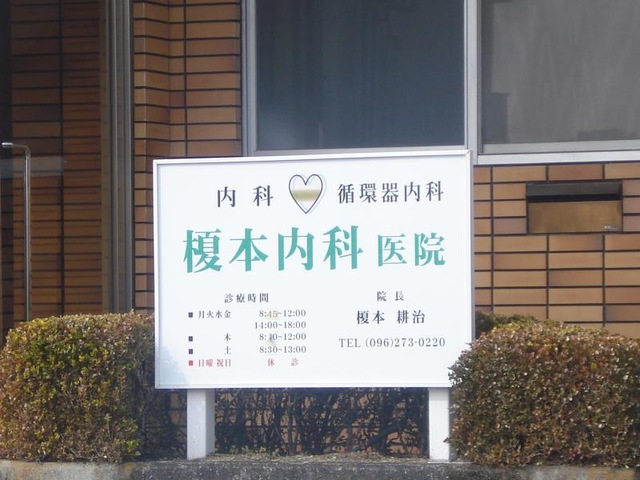 内科 循環器内科
榎本内科 医院
診療時間
■月火水金 8:45~12:00
14:00~18:00
■ 木 8:40~12:00
■ 土 8:30~13:00
■日曜祝日 休診
院長
榎本 耕治
TEL (096)273-0220